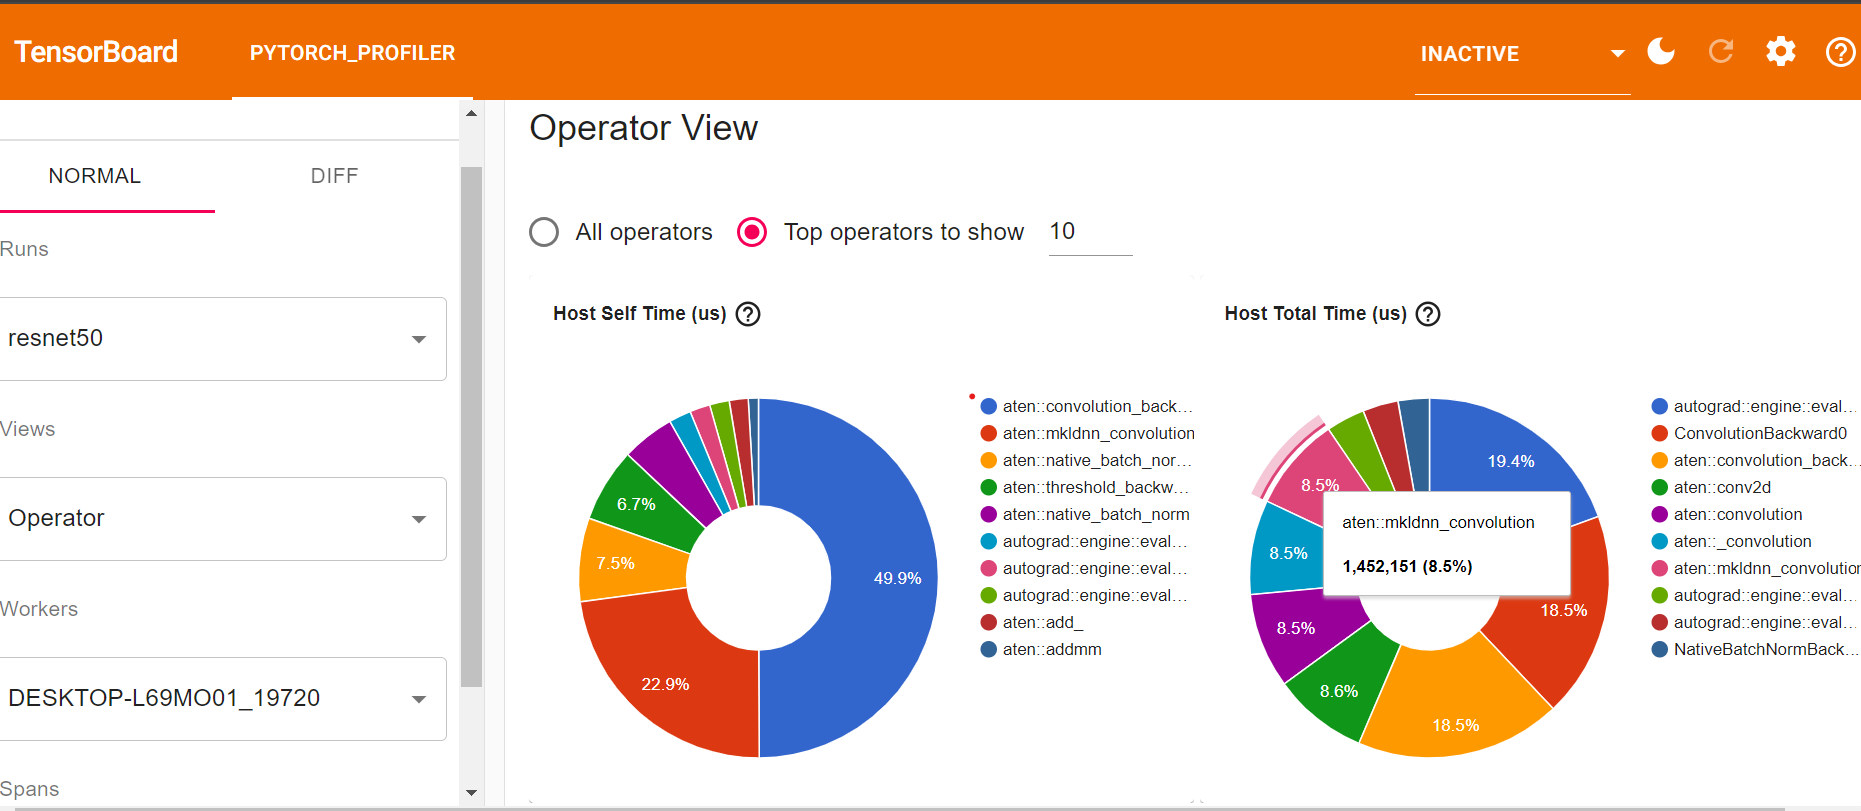 TensorBoard
PYTORCH_PROFILER
INACTIVE
NORMAL
DIFF
Runs
resnet50
Views
Operator
Workers
DESKTOP-L69MO01_19720
Spans
Operator View
All operators
Top operators to show
10
Host Self Time (us)
49.9%
22.9%
7.5%
6.7%
aten::convolution_back...
aten::mkldnn_convolution
aten::native_batch_nor...
aten::threshold_backw...
aten::native_batch_norm
autograd::engine::eval...
autograd::engine::eval...
autograd::engine::eval...
aten::add_
aten::addmm
Host Total Time (us)
19.4%
18.5%
18.5%
8.6%
8.5%
8.5%
8.5%
aten::mkldnn_convolution
1,452,151 (8.5%)
autograd::engine::eval...
ConvolutionBackward0
aten::convolution_back...
aten::conv2d
aten::convolution
aten::_convolution
aten::mkldnn_convolution
autograd::engine::eval...
autograd::engine::eval...
NativeBatchNormBack...